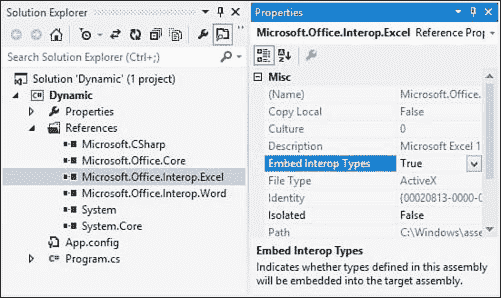 Solution Explorer
Search Solution Explorer (Ctrl+;)
Solution 'Dynamic' (1 project)
C# Dynamic
Properties
References
Microsoft.CSharp
Microsoft.Office.Core
Microsoft.Office.Interop.Excel
Microsoft.Office.Interop.Word
System
System.Core
App.config
Program.cs
Properties
Microsoft.Office.Interop.Excel Reference Prop
Misc
(Name) Microsoft.Office.
Copy Local False
Culture 0
Description Microsoft Excel 1
Embed Interop Types True
File Type ActiveX
Identity {00020813-0000-0
Isolated False
Path C:\Windows\asse
Embed Interop Types
Indicates whether types defined in this assembly
will be embedded into the target assembly.